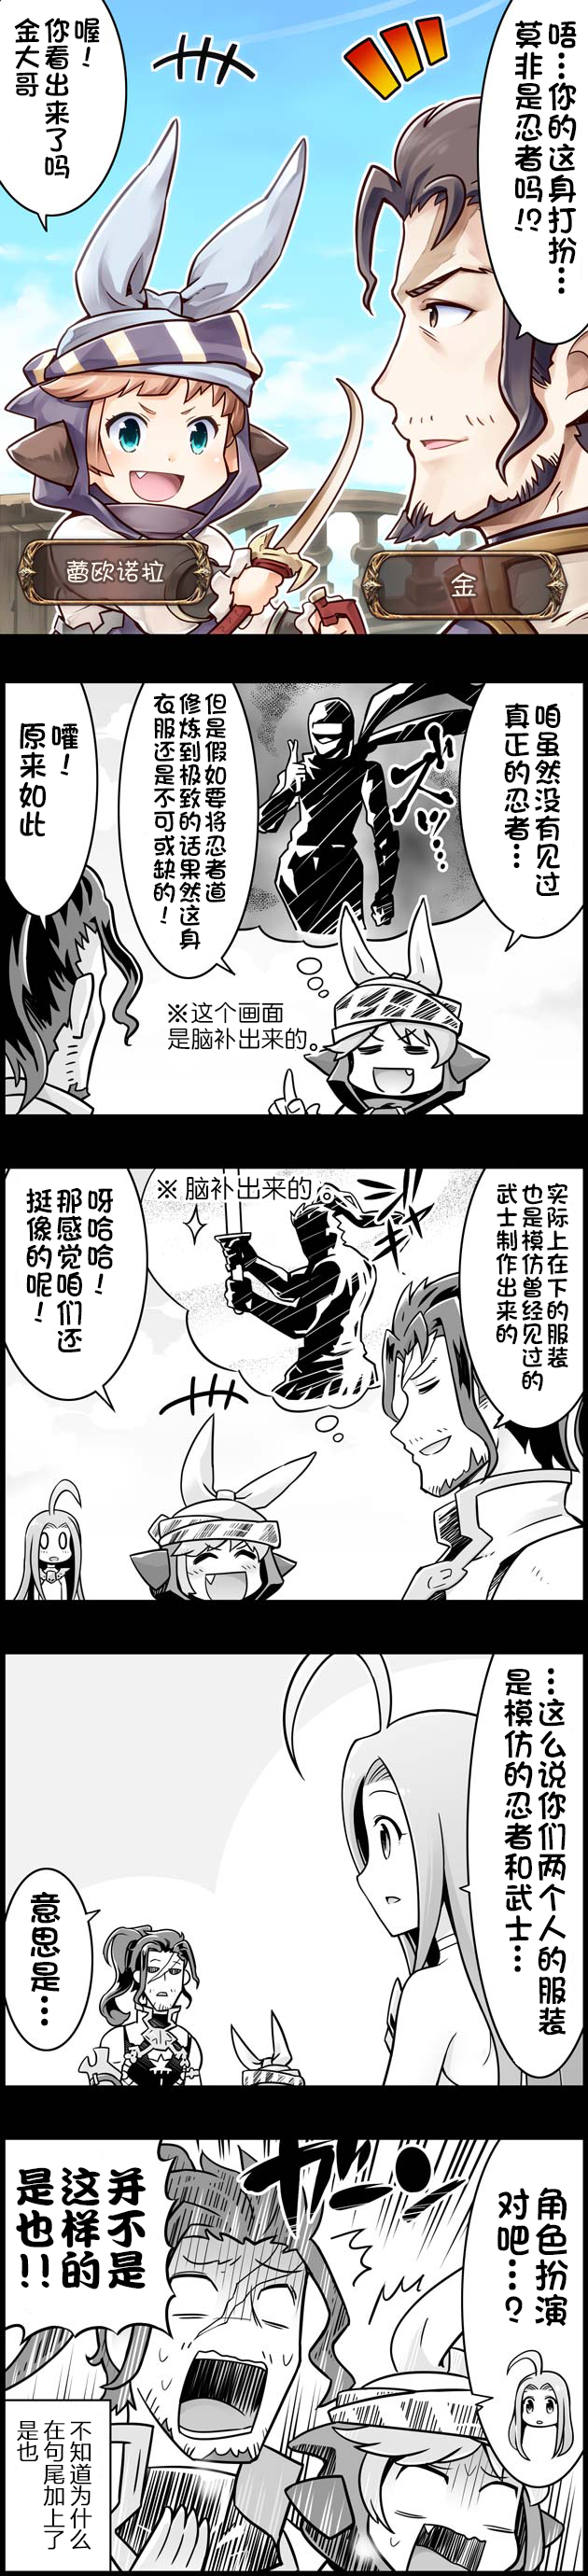 唔…你的这身打扮…
莫非是忍者吗!?
喔！
你看出来了吗
金大哥
蕾欧诺拉
金
咱虽然没有见过
真正的忍者…
但是假如要将忍者道
修炼到极致的话果然这身
衣服还是不可或缺的！
嚯！
原来如此
※这个画面
是脑补出来的。
实际上在下的服装
也是模仿曾经见过的
武士制作出来的
※脑补出来的。
呀哈哈！
那感觉咱们还
挺像的呢！
…这么说你们两个人的服装
是模仿的忍者和武士…
意思是…
角色扮演
对吧…?
ガーン
并不是
这样的
是也!!
不知道为什么
在句尾加上了
是也